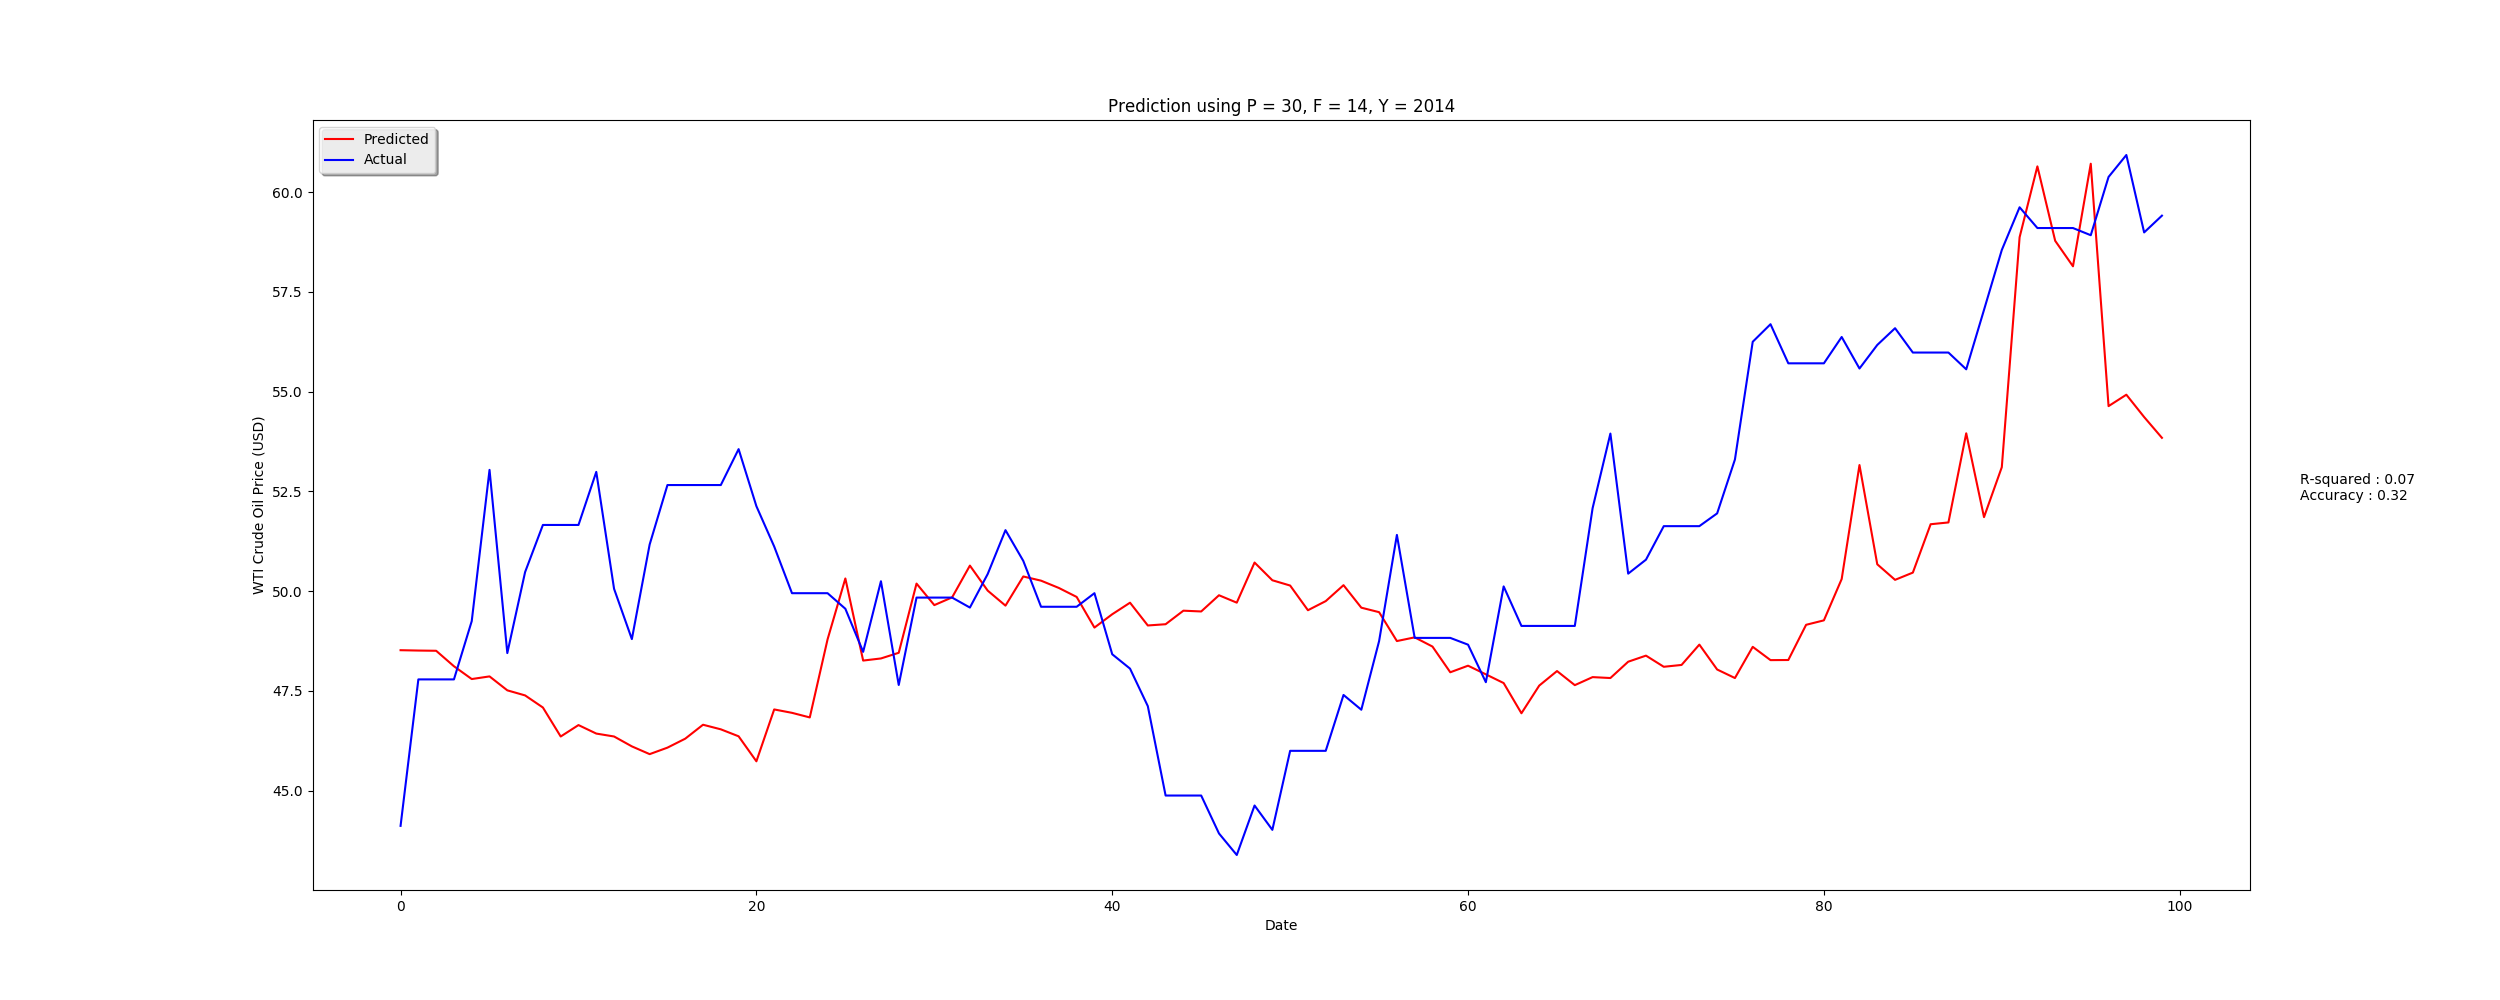 Prediction using P = 30, F = 14, Y = 2014
Predicted
Actual
60.0
57.5
55.0
52.5
50.0
47.5
45.0
WTI Crude Oil Price (USD)
0 20 40 60 80 100
Date
R-squared : 0.07
Accuracy : 0.32